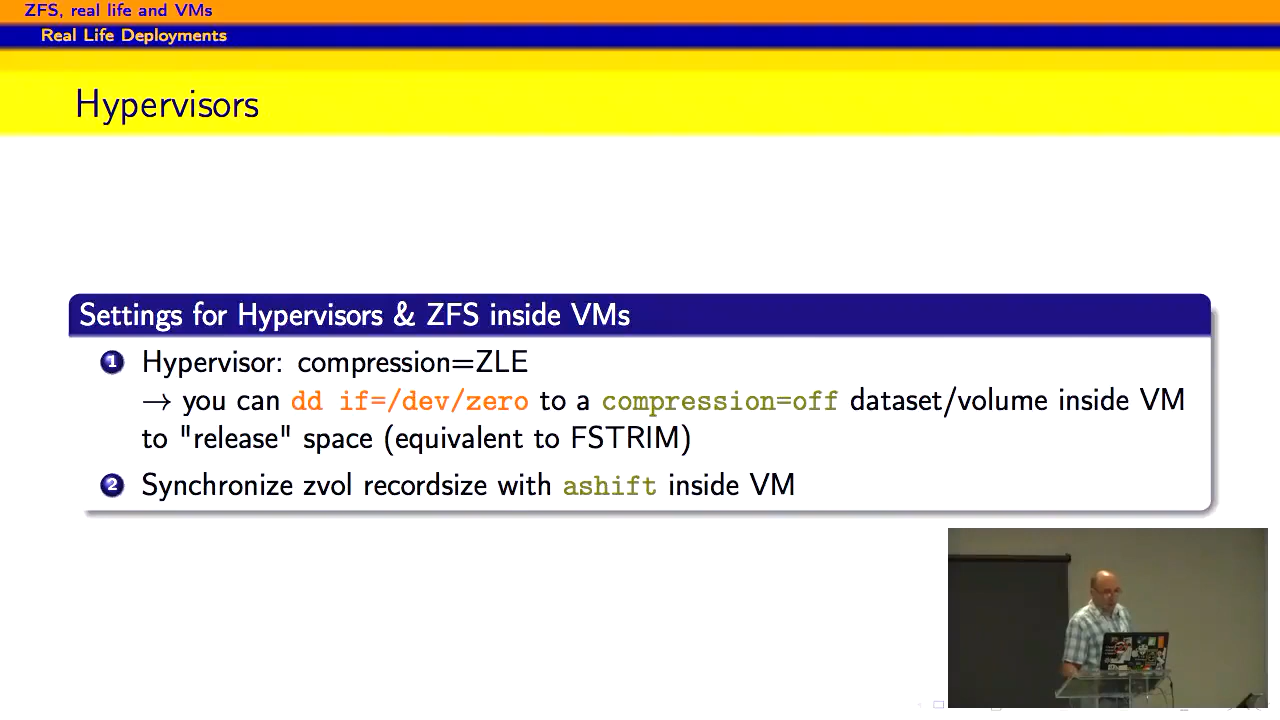 ZFS, real life and VMs
Real Life Deployments
Hypervisors
Settings for Hypervisors & ZFS inside VMs
1 Hypervisor: compression=ZLE
→ you can dd if=/dev/zero to a compression=off dataset/volume inside VM
to "release" space (equivalent to FSTRIM)
2 Synchronize zvol recordsize with ashift inside VM